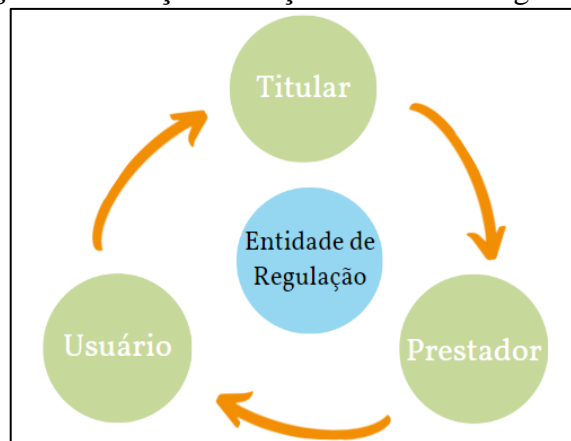 Titular
Entidade de
Regulação
Usuário
Prestador